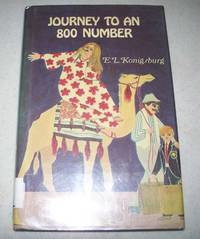 JOURNEY TO AN
800 NUMBER
E.L. Konigsburg